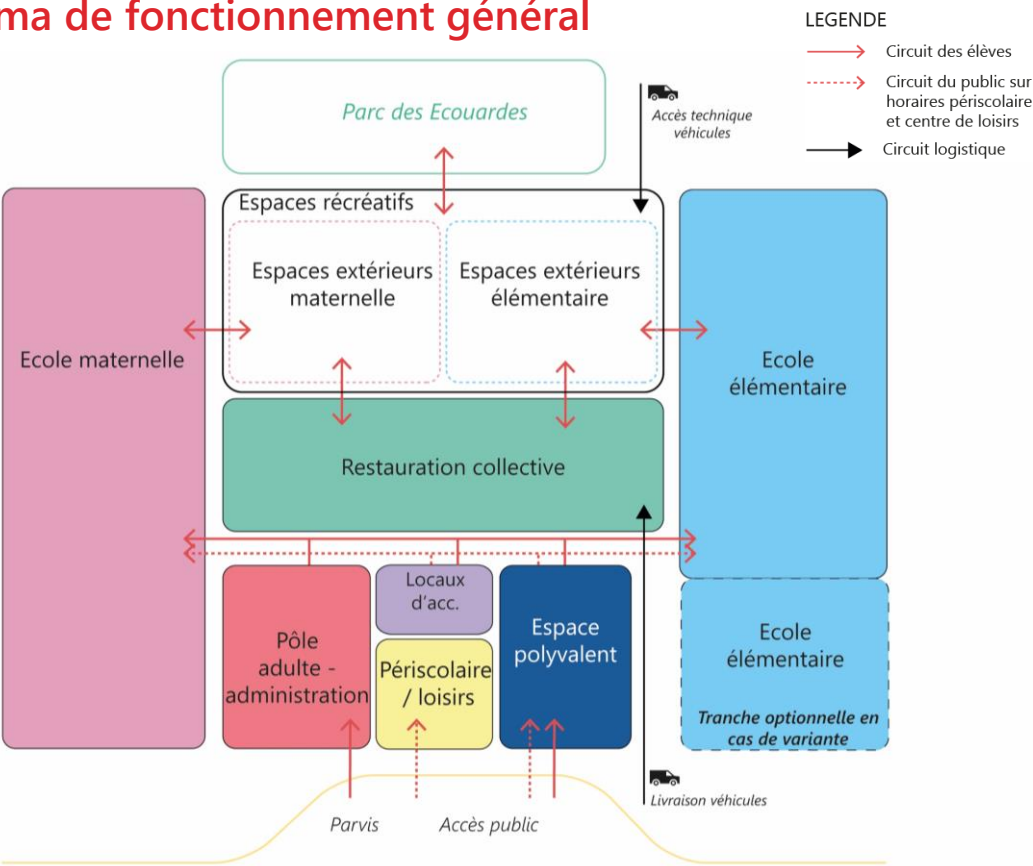 ma de fonctionnement général
LEGENDE
Circuit des élèves
Circuit du public sur
horaires périscolaire
et centre de loisirs
Circuit logistique
Parc des Ecouardes
Accès technique
véhicules
Espaces récréatifs
Espaces extérieurs
maternelle
Espaces extérieurs
élémentaire
Ecole maternelle
Ecole
élémentaire
Restauration collective
Pôle
adulte -
administration
Locaux
d'acc.
Périscolaire
/ loisirs
Espace
polyvalent
Ecole
élémentaire
Tranche optionnelle en
cas de variante
Livraison véhicules
Parvis
Accès public